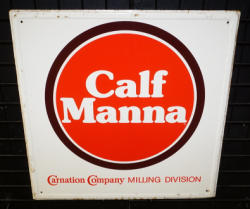 Calf
Manna
Carnation Company MILLING DIVISION